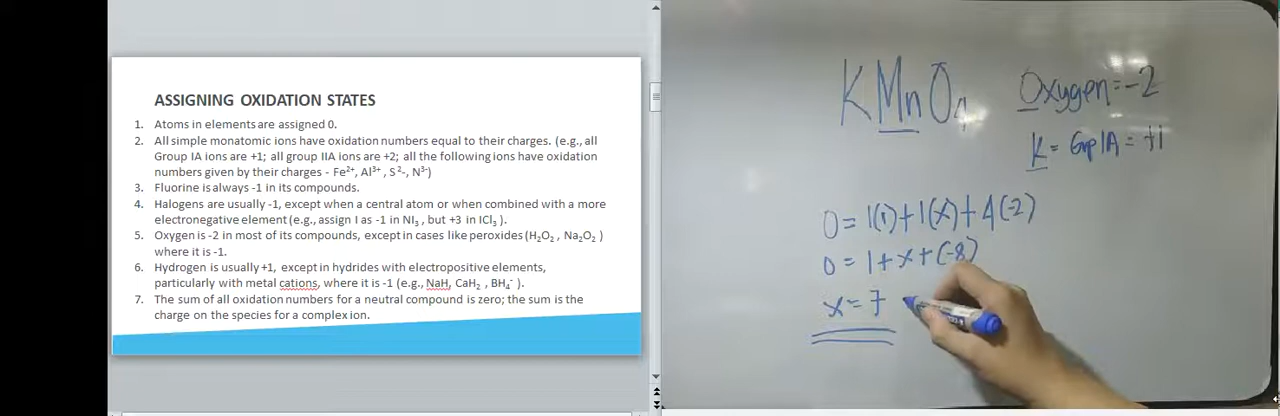 ASSIGNING OXIDATION STATES
1. Atoms in elements are assigned 0.
2. All simple monatomic ions have oxidation numbers equal to their charges. (e.g., all
Group IA ions are +1; all group IIA ions are +2; all the following ions have oxidation
numbers given by their charges - Fe²⁺, Al³⁺ , S²-, N³⁻)
3. Fluorine is always -1 in its compounds.
4. Halogens are usually -1, except when a central atom or when combined with a more
electronegative element (e.g., assign I as -1 in NI₃ , but +3 in ICl₃ ).
5. Oxygen is -2 in most of its compounds, except in cases like peroxides (H₂O₂ , Na₂O₂ )
where it is -1.
6. Hydrogen is usually +1, except in hydrides with electropositive elements,
particularly with metal cations, where it is -1 (e.g., NaH, CaH₂ , BH₄⁻ ).
7. The sum of all oxidation numbers for a neutral compound is zero; the sum is the
charge on the species for a complex ion.
KMnO₄
Oxygen = -2
K = Grp IA = +1
0 = 1(1) + 1(x) + 4(-2)
0 = 1 + x + (-8)
x = 7